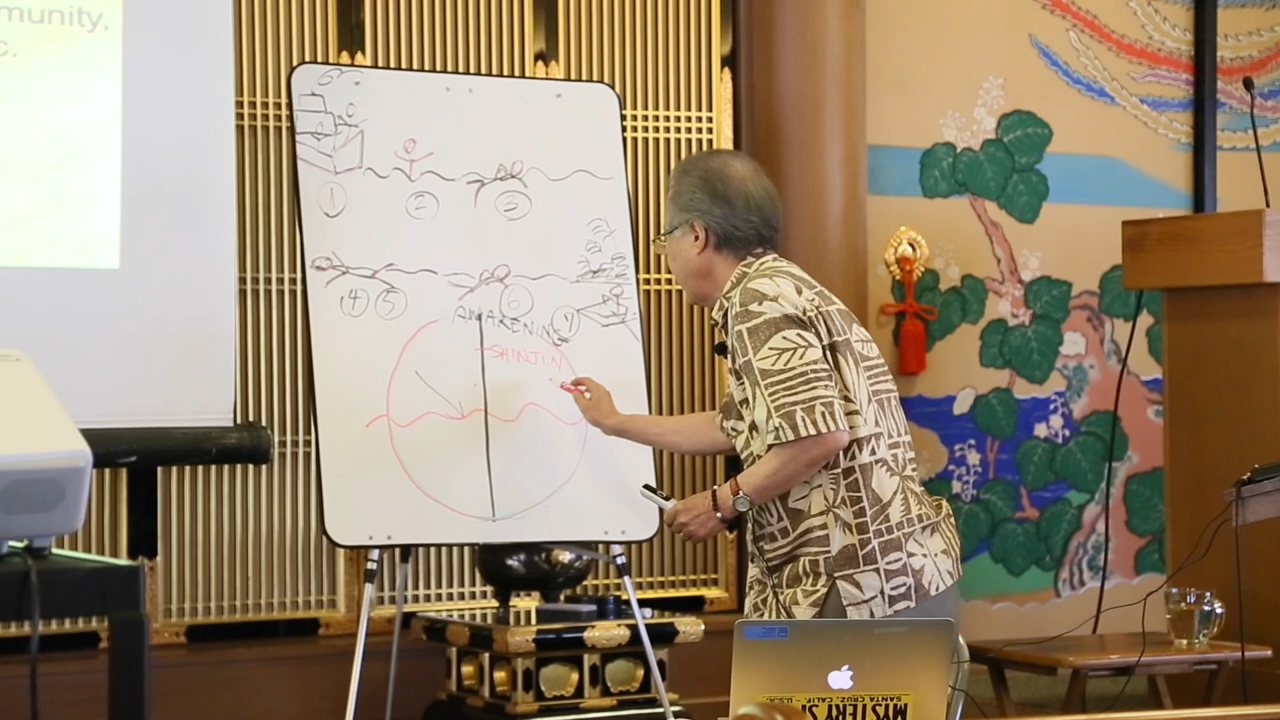 munity,
c.
1
2
3
4 5
6
7
AWAKENING
SHINJIN
MYSTERY S
SANTA CRUZ, CALIF. - U.S.A.